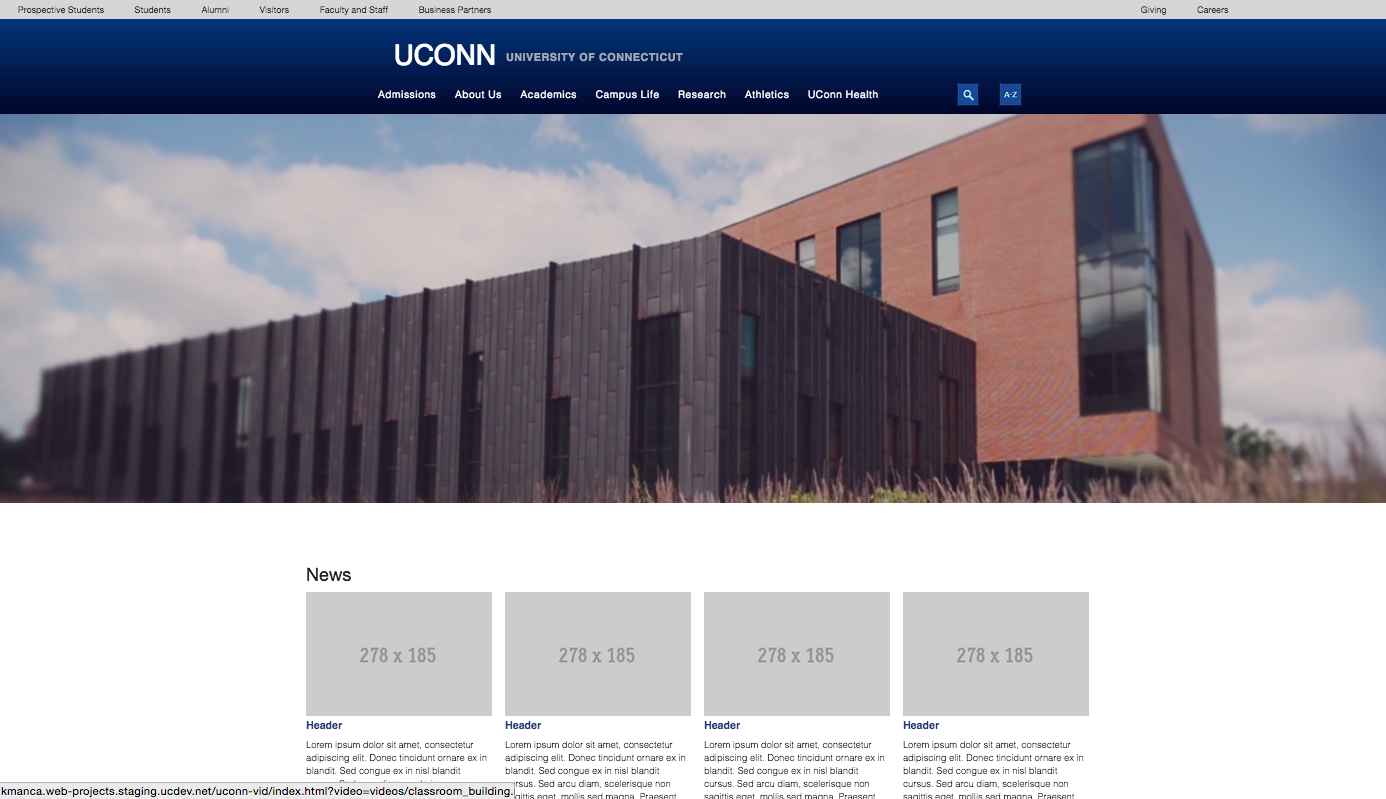 Prospective Students Students Alumni Visitors Faculty and Staff Business Partners Giving Careers
UCONN UNIVERSITY OF CONNECTICUT
Admissions About Us Academics Campus Life Research Athletics UConn Health A-Z
News
278 x 185 278 x 185 278 x 185 278 x 185
Header Header Header Header
Lorem ipsum dolor sit amet, consectetur Lorem ipsum dolor sit amet, consectetur Lorem ipsum dolor sit amet, consectetur Lorem ipsum dolor sit amet, consectetur
adipiscing elit. Donec tincidunt ornare ex in adipiscing elit. Donec tincidunt ornare ex in adipiscing elit. Donec tincidunt ornare ex in adipiscing elit. Donec tincidunt ornare ex in
blandit. Sed congue ex in nisl blandit blandit. Sed congue ex in nisl blandit blandit. Sed congue ex in nisl blandit blandit. Sed congue ex in nisl blandit
cursus. Sed arcu diam, scelerisque non cursus. Sed arcu diam, scelerisque non
kmanca.web-projects.staging.ucdev.net/uconn-vid/index.html?video=videos/classroom_building. sagittis eget, mollis sed magna. Praesent sagittis eget, mollis sed magna. Praesent sagittis eget, mollis sed magna. Praesent